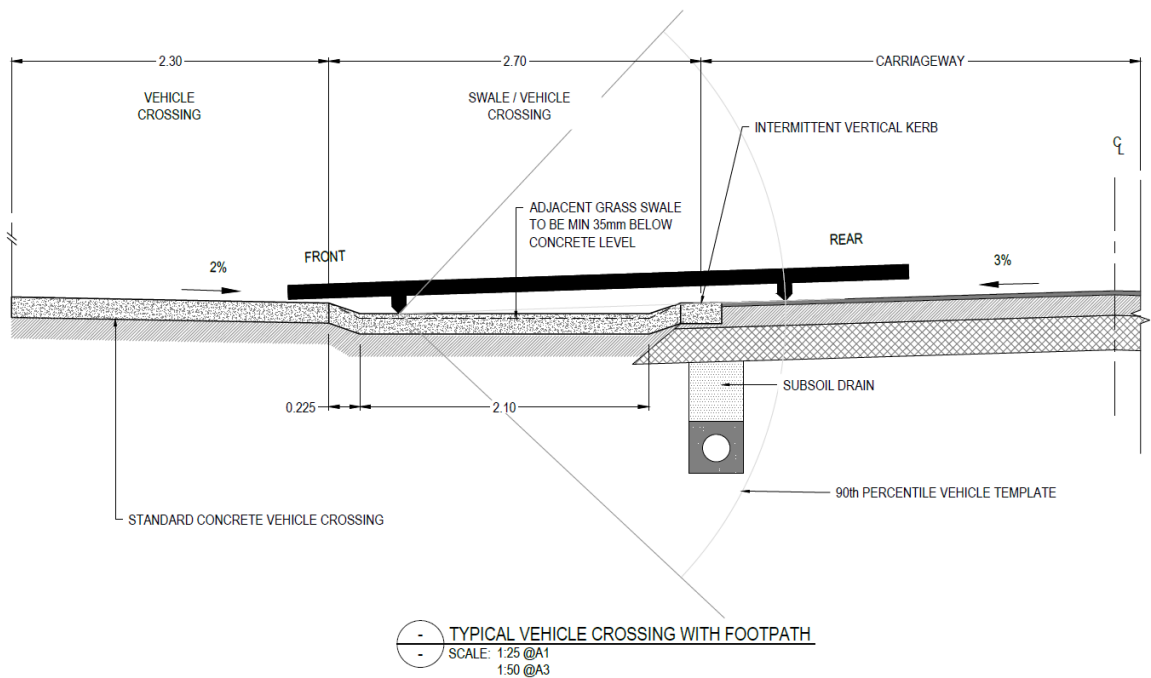 2.30
2.70
CARRIAGEWAY
VEHICLE
CROSSING
SWALE / VEHICLE
CROSSING
INTERMITTENT VERTICAL KERB
CL
ADJACENT GRASS SWALE
TO BE MIN 35mm BELOW
CONCRETE LEVEL
REAR
FRONT
2%
3%
SUBSOIL DRAIN
0.225
2.10
90th PERCENTILE VEHICLE TEMPLATE
STANDARD CONCRETE VEHICLE CROSSING
- TYPICAL VEHICLE CROSSING WITH FOOTPATH
- SCALE: 1:25 @A1
1:50 @A3